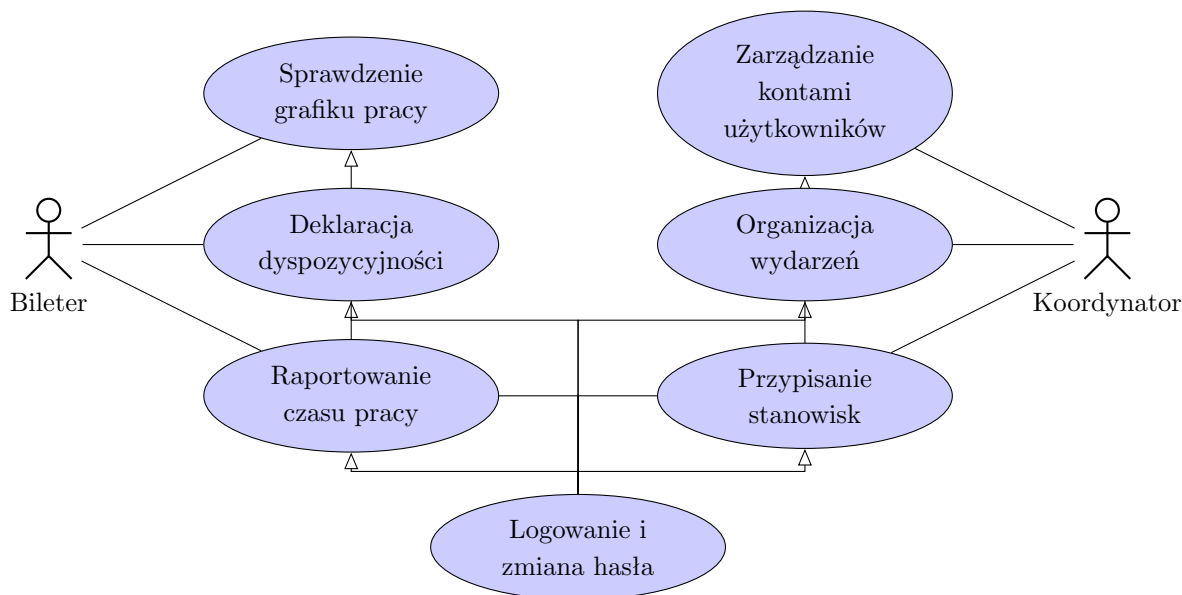 Sprawdzenie
grafiku pracy
Zarządzanie
kontami
użytkowników
Deklaracja
dyspozycyjności
Organizacja
wydarzeń
Bileter
Koordynator
Raportowanie
czasu pracy
Przypisanie
stanowisk
Logowanie i
zmiana hasła